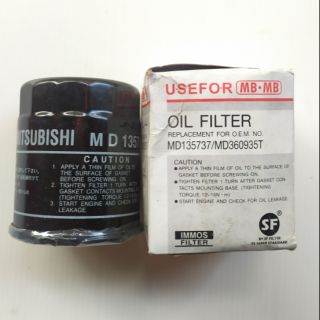 ITSUBISHI MD 1357
CAUTION
1. APPLY A THIN FILM OF
TO THE SURFACE OF
GASKET BEFORE
SCREWING ON.
2. TIGHTEN FILTER 1
TURN AFTER GASKET
CONTACTS MOUNTING
3. START ENGINE AND
CHECK FOR OIL
LEAKAGE.
USEFOR MB·MB
OIL FILTER
REPLACEMENT FOR O.E.M. NO.
MD135737/MD360935T
CAUTION
1. APPLY A THIN FILM OF OIL TO THE SURFACE OF
GASKET BEFORE SCREWING ON.
2. TIGHTEN FILTER 1 TURN AFTER GASKET CON-
TACTS MOUNTING BASE. (TIGHTENING
TORQUE
3. START ENGINE AND CHECK FOR OIL LEAKAGE.
IMMOS
FILTER
SF